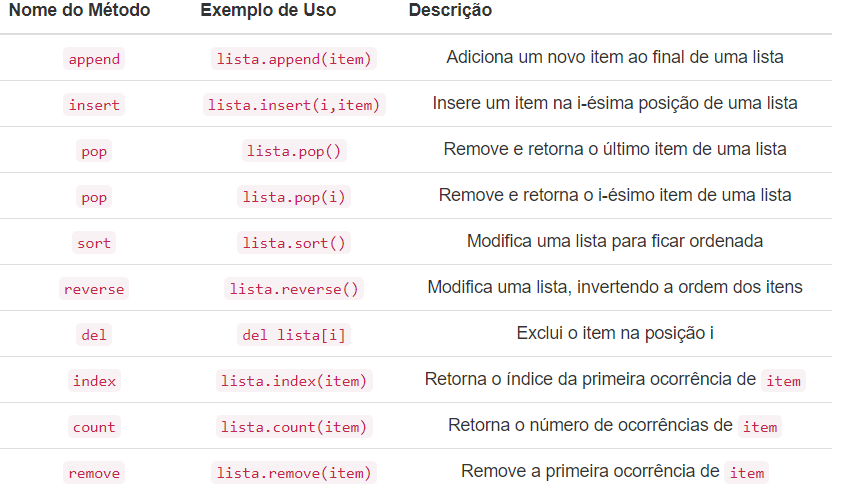 Nome do Método Exemplo de Uso Descrição
append lista.append(item) Adiciona um novo item ao final de uma lista
insert lista.insert(i,item) Insere um item na i-ésima posição de uma lista
pop lista.pop() Remove e retorna o último item de uma lista
pop lista.pop(i) Remove e retorna o i-ésimo item de uma lista
sort lista.sort() Modifica uma lista para ficar ordenada
reverse lista.reverse() Modifica uma lista, invertendo a ordem dos itens
del del lista[i] Exclui o item na posição i
index lista.index(item) Retorna o índice da primeira ocorrência de item
count lista.count(item) Retorna o número de ocorrências de item
remove lista.remove(item) Remove a primeira ocorrência de item